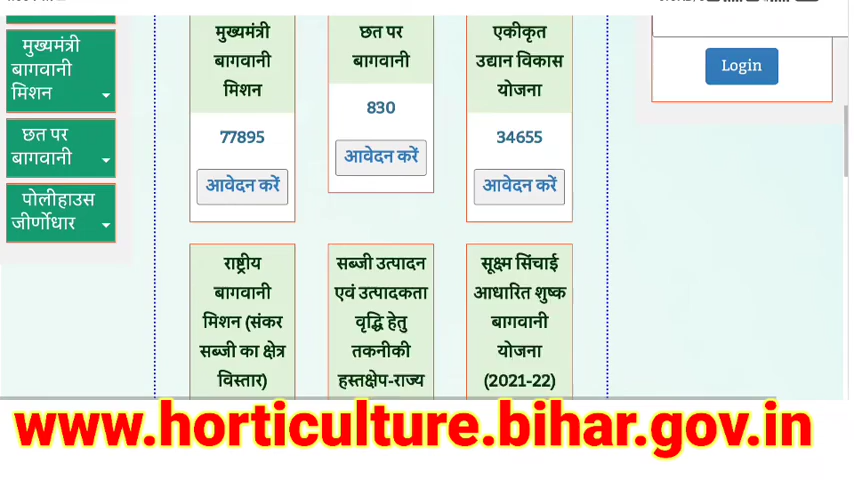 मुख्यमंत्री
बागवानी
मिशन
छत पर
बागवानी
पोलीहाउस
जीर्णोधार
मुख्यमंत्री
बागवानी
मिशन
77895
आवेदन करें
छत पर
बागवानी
830
आवेदन करें
एकीकृत
उद्यान विकास
योजना
34655
आवेदन करें
Login
राष्ट्रीय
बागवानी
मिशन (संकर
सब्जी का क्षेत्र
विस्तार)
सब्जी उत्पादन
एवं उत्पादकता
वृद्धि हेतु
तकनीकी
हस्तक्षेप-राज्य
सूक्ष्म सिंचाई
आधारित शुष्क
बागवानी
योजना
(2021-22)
www.horticulture.bihar.gov.in